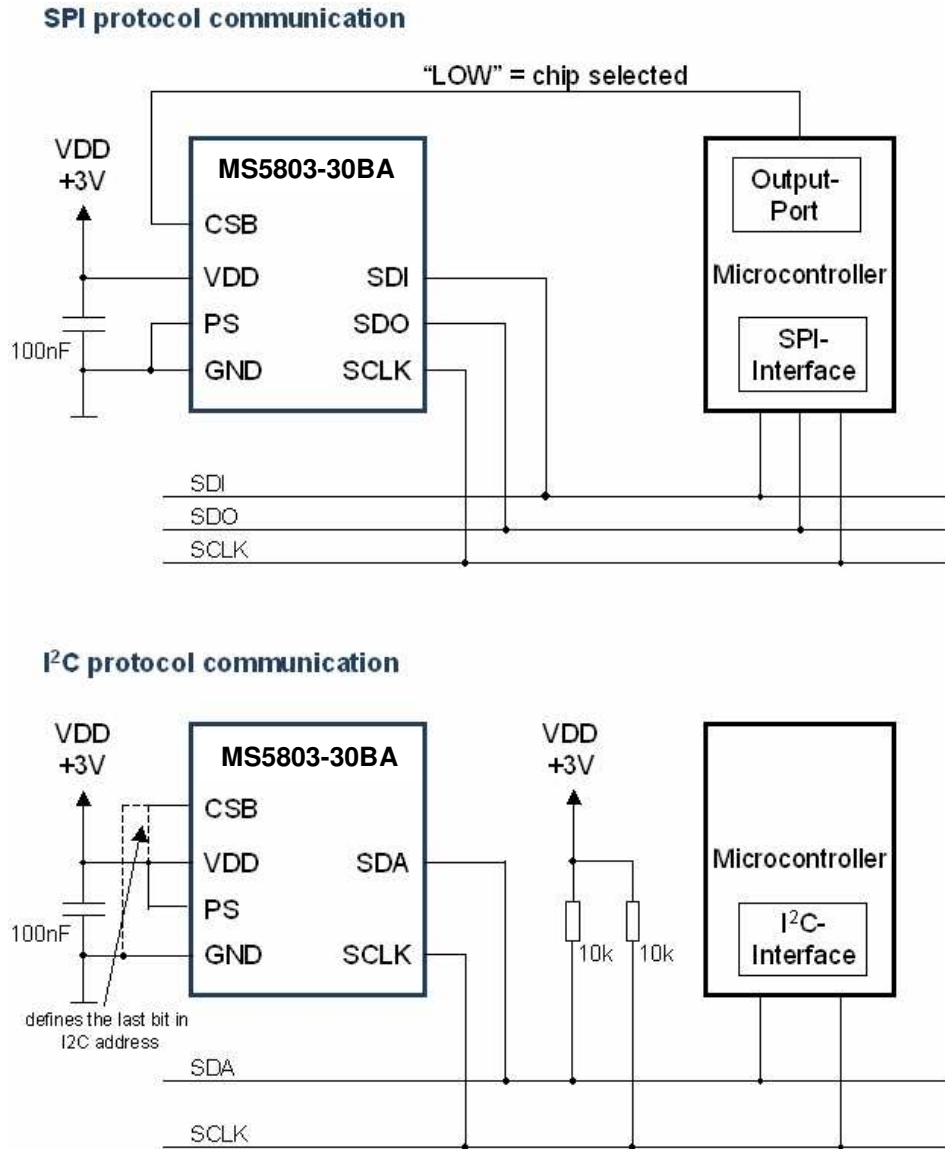 SPI protocol communication
“LOW” = chip selected
VDD
+3V
100nF
MS5803-30BA
CSB
VDD
PS
GND
SDI
SDO
SCLK
Output-
Port
Microcontroller
SPI-
Interface
SDI
SDO
SCLK
I²C protocol communication
VDD
+3V
100nF
defines the last bit in
I2C address
MS5803-30BA
CSB
VDD
PS
GND
SDA
SCLK
VDD
+3V
10k
10k
Microcontroller
I²C-
Interface
SDA
SCLK